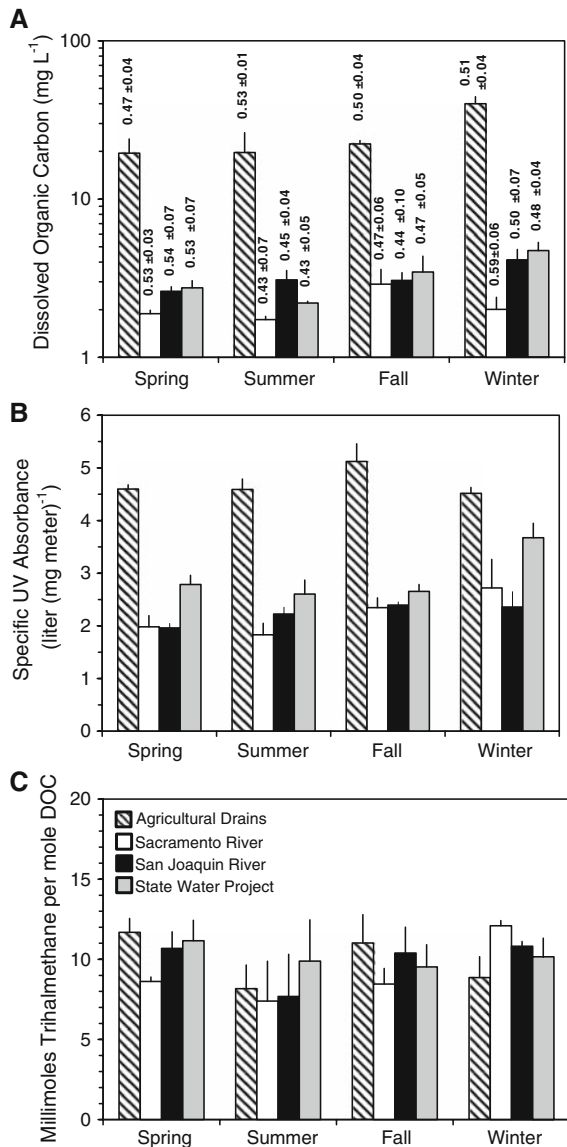 A
Dissolved Organic Carbon (mg L-1)
100
10
1
0.47 ±0.04
0.53 ±0.03
0.54 ±0.07
0.53 ±0.07
0.53 ±0.01
0.43 ±0.07
0.45 ±0.04
0.43 ±0.05
0.50 ±0.04
0.47±0.06
0.44 ±0.10
0.47 ±0.05
0.51
±0.04
0.59±0.06
0.50 ±0.07
0.48 ±0.04
Spring Summer Fall Winter
B
Specific UV Absorbance
(liter (mg meter)-1
6
5
4
3
2
1
0
Spring Summer Fall Winter
C
Millimoles Trihalmethane per mole DOC
20
15
10
5
0
Agricultural Drains
Sacramento River
San Joaquin River
State Water Project
Spring Summer Fall Winter